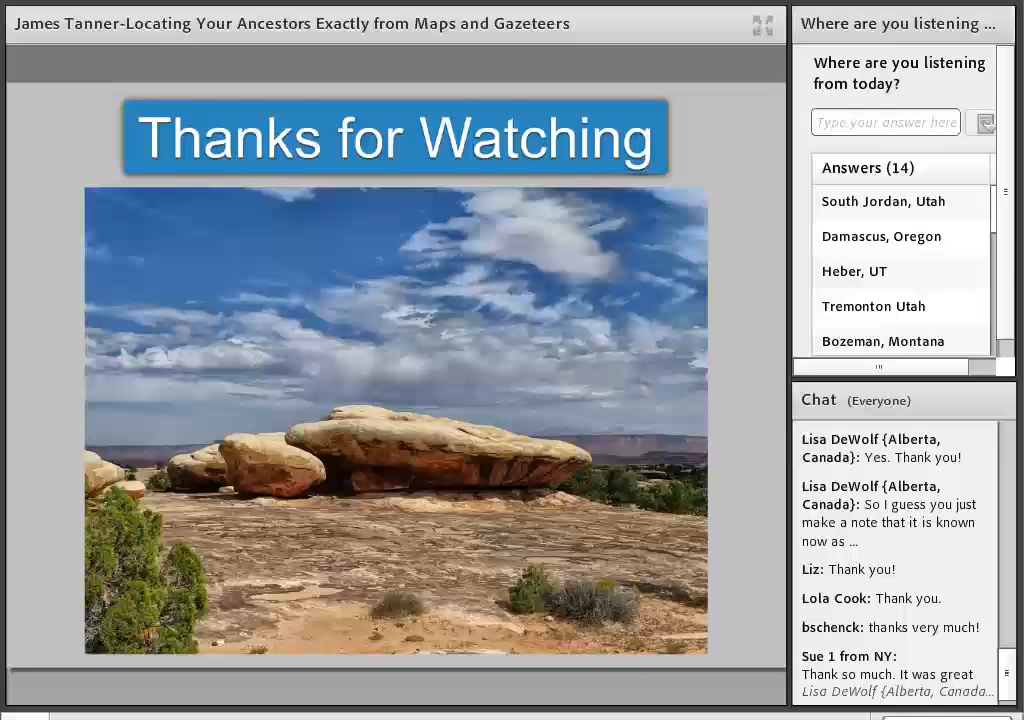 James Tanner-Locating Your Ancestors Exactly from Maps and Gazeteers
Thanks for Watching
Where are you listening ...
Where are you listening
from today?
Type your answer here
Answers (14)
South Jordan, Utah
Damascus, Oregon
Heber, UT
Tremonton Utah
Bozeman, Montana
Chat (Everyone)
Lisa DeWolf {Alberta,
Canada}: Yes. Thank you!
Lisa DeWolf {Alberta,
Canada}: So I guess you just
make a note that it is known
now as ...
Liz: Thank you!
Lola Cook: Thank you.
bschenck: thanks very much!
Sue 1 from NY:
Thank so much. It was great
Lisa DeWolf {Alberta, Canada...